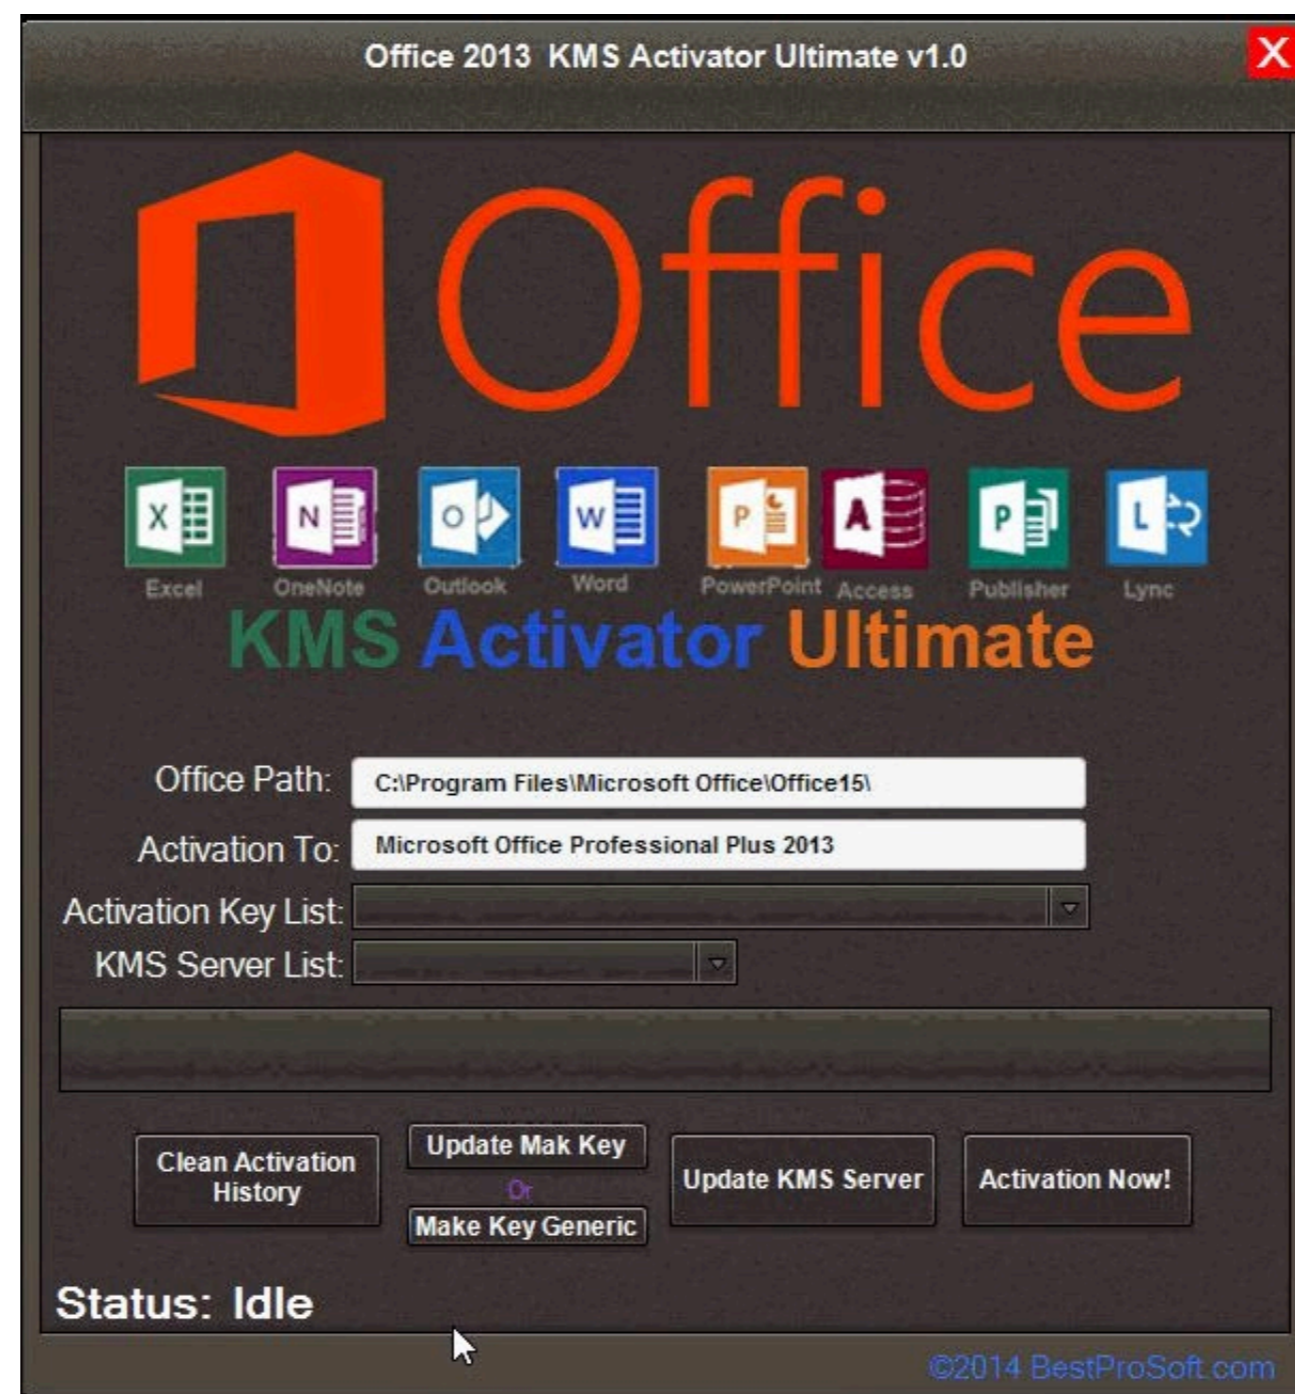 Office 2013 KMS Activator Ultimate v1.0
X
Office
X N O W P A P L
Excel OneNote Outlook Word PowerPoint Access Publisher Lync
KMS Activator Ultimate
Office Path: C:\Program Files\Microsoft Office\Office15\
Activation To: Microsoft Office Professional Plus 2013
Activation Key List:
KMS Server List:
Clean Activation
History
Update Mak Key
Or
Make Key Generic
Update KMS Server
Activation Now!
Status: Idle
©2014 BestProSoft.com